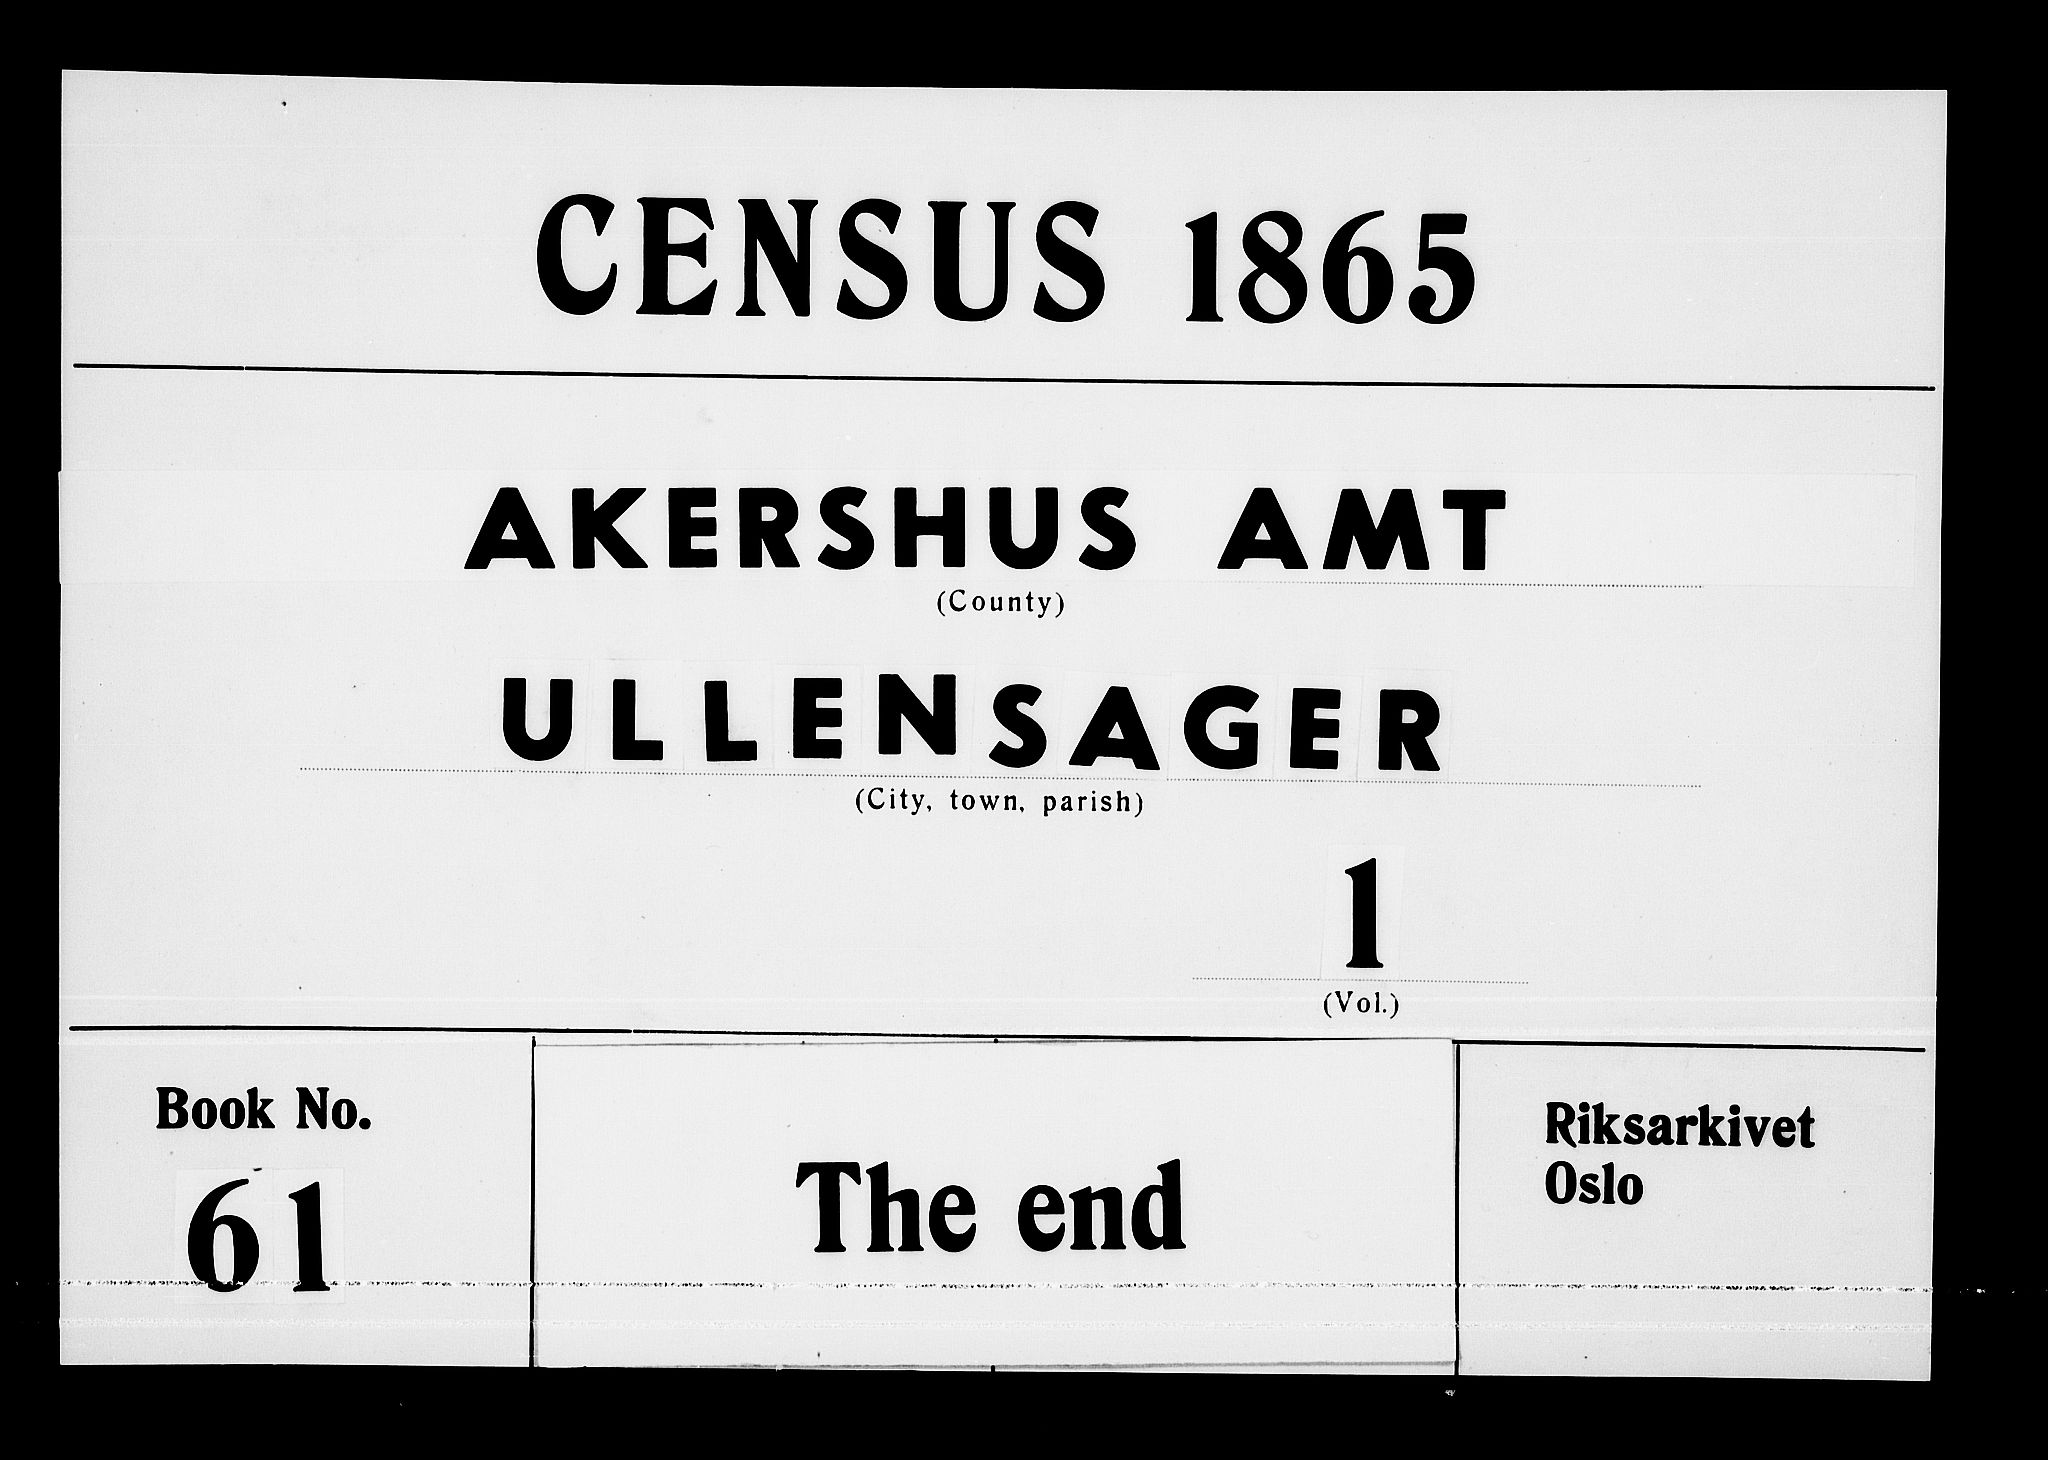 CENSUS 1865
AKERSHUS AMT
(County)
ULLENSAGER
(City, town, parish)
1
(Vol.)
Book No.
61
The end
Riksarkivet
Oslo